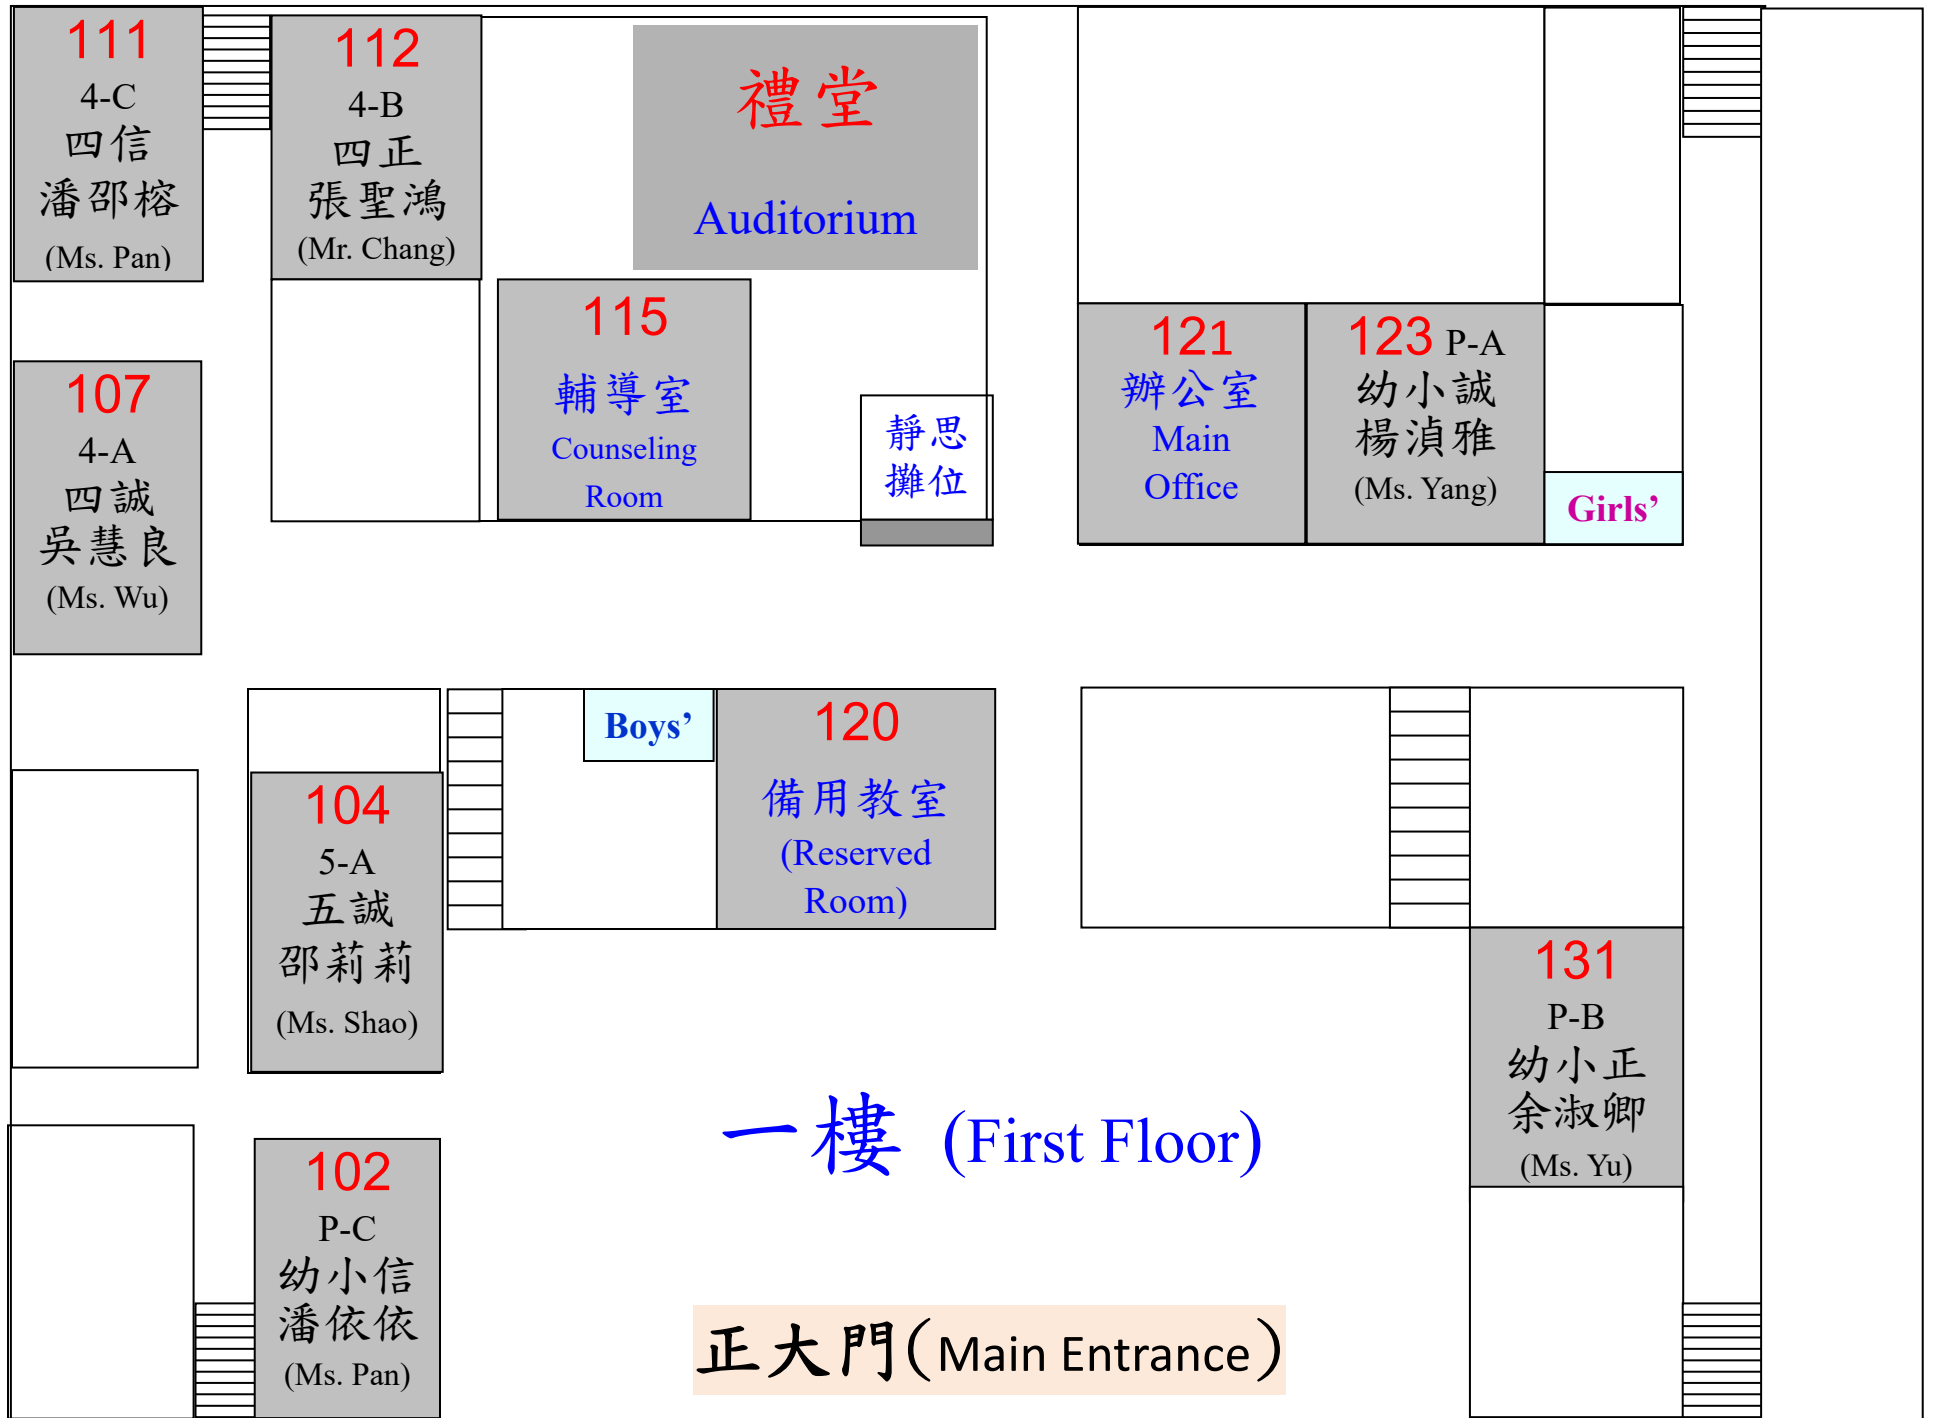 111
4-C
四信
潘邵榕
(Ms. Pan)
112
4-B
四正
張聖鴻
(Mr. Chang)
禮堂
Auditorium
107
4-A
四誠
吳慧良
(Ms. Wu)
115
輔導室
Counseling
Room
靜思
攤位
121
辦公室
Main
Office
123 P-A
幼小誠
楊湞雅
(Ms. Yang)
Girls’
Boys’
120
備用教室
(Reserved
Room)
104
5-A
五誠
邵莉莉
(Ms. Shao)
131
P-B
幼小正
余淑卿
(Ms. Yu)
一樓 (First Floor)
102
P-C
幼小信
潘依依
(Ms. Pan)
正大門(Main Entrance)